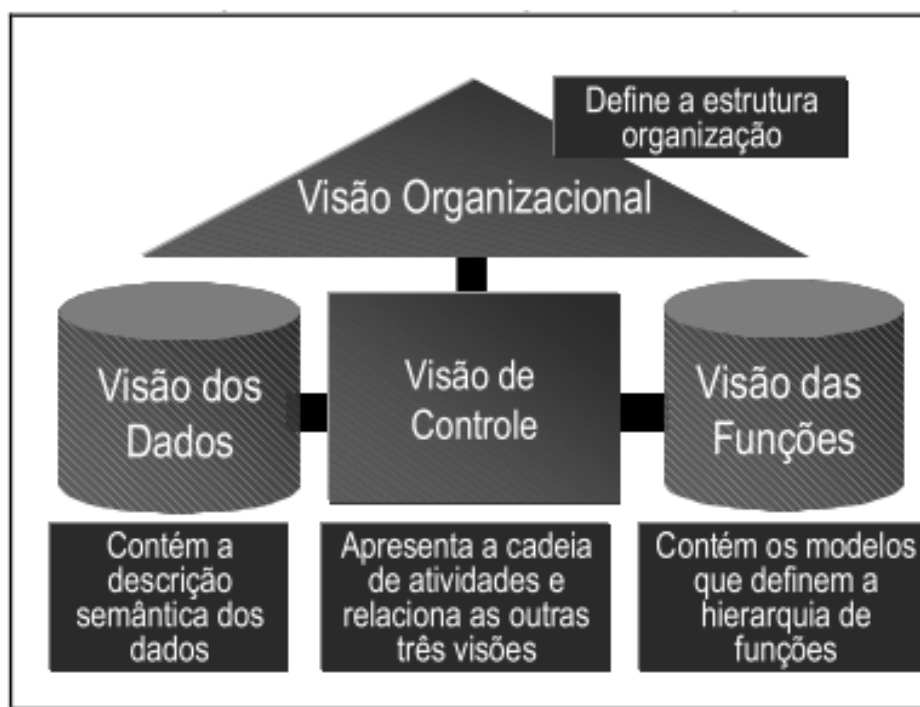 Define a estrutura
organização
Visão Organizacional
Visão dos
Dados
Visão de
Controle
Visão das
Funções
Contém a
descrição
semântica dos
dados
Apresenta a cadeia
de atividades e
relaciona as outras
três visões
Contém os modelos
que definem a
hierarquia de
funções